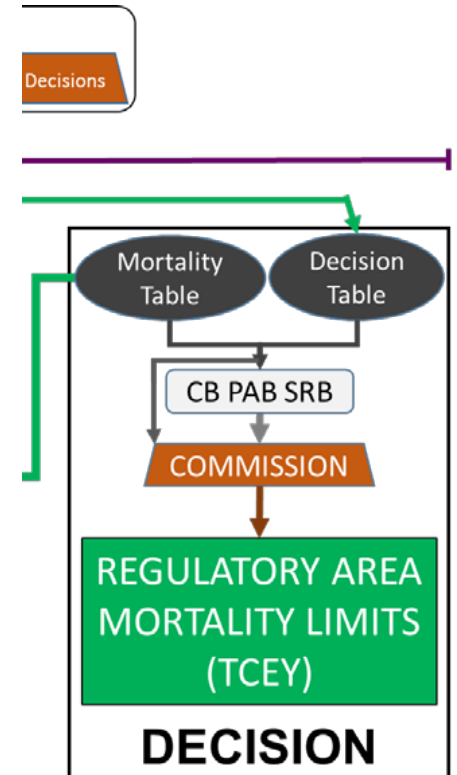 Decisions
Mortality
Table
Decision
Table
CB PAB SRB
COMMISSION
REGULATORY AREA
MORTALITY LIMITS
(TCEY)
DECISION